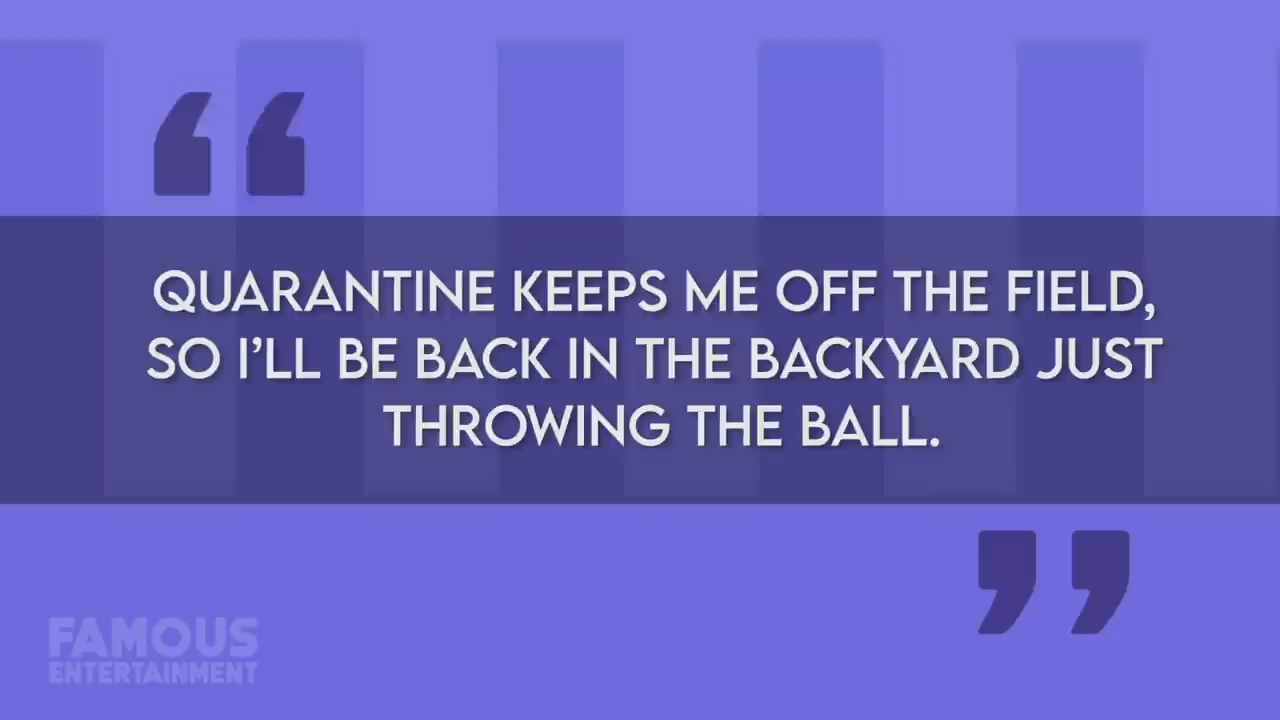 “
QUARANTINE KEEPS ME OFF THE FIELD,
SO I’LL BE BACK IN THE BACKYARD JUST
THROWING THE BALL.
”
FAMOUS
ENTERTAINMENT